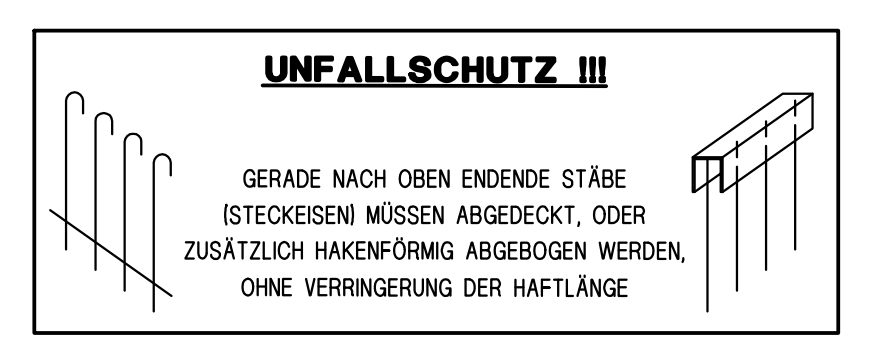 UNFALLSCHUTZ !!!
GERADE NACH OBEN ENDENDE STÄBE
(STECKEISEN) MÜSSEN ABGEDECKT, ODER
ZUSÄTZLICH HAKENFÖRMIG ABGEBOGEN WERDEN,
OHNE VERRINGERUNG DER HAFTLÄNGE